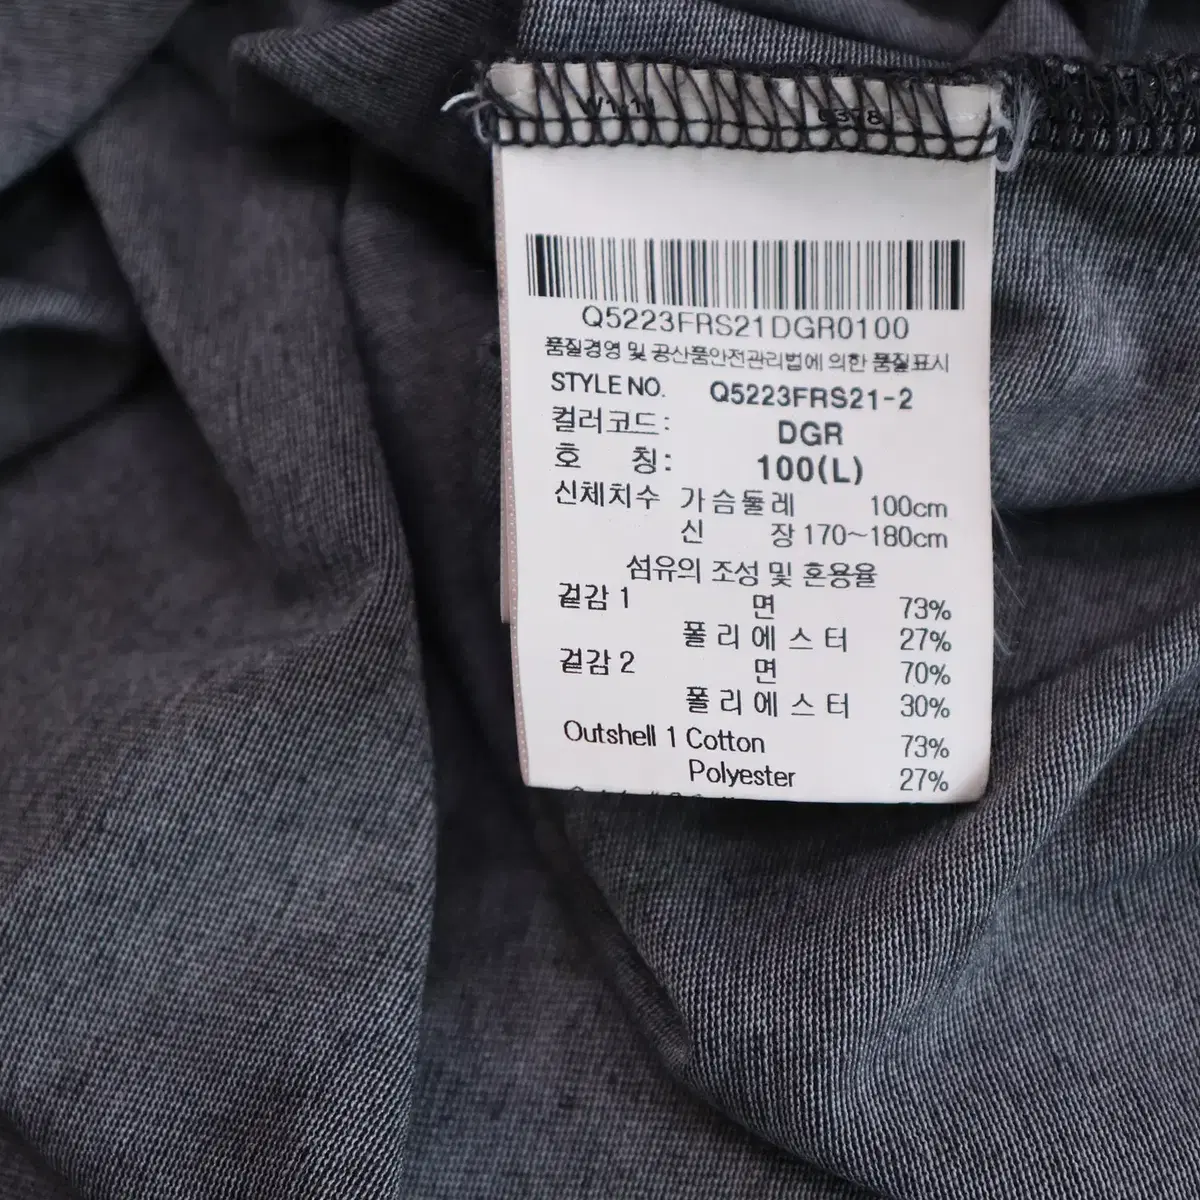 Q5223FRS21DGR0100
품질경영 및 공산품안전관리법에 의한 품질표시
STYLE NO. Q5223FRS21-2
컬러코드: DGR
호 칭: 100(L)
신체치수 가슴둘레 100cm
신 장 170~180cm
섬유의 조성 및 혼용율
겉감 1 면 73%
폴리에스터 27%
겉감 2 면 70%
폴리에스터 30%
Outshell 1 Cotton 73%
Polyester 27%